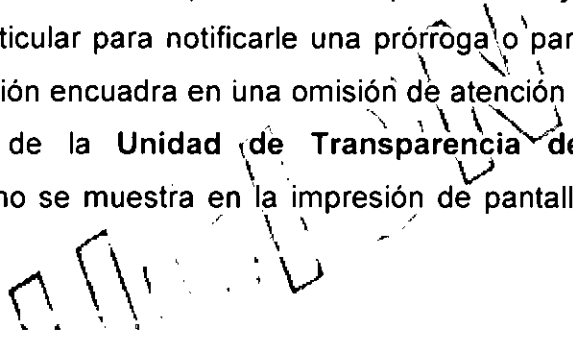 ticular para notificarle una prórroga o par
ión encuadra en una omisión de atención
de la Unidad de Transparencia de
no se muestra en la impresión de pantall